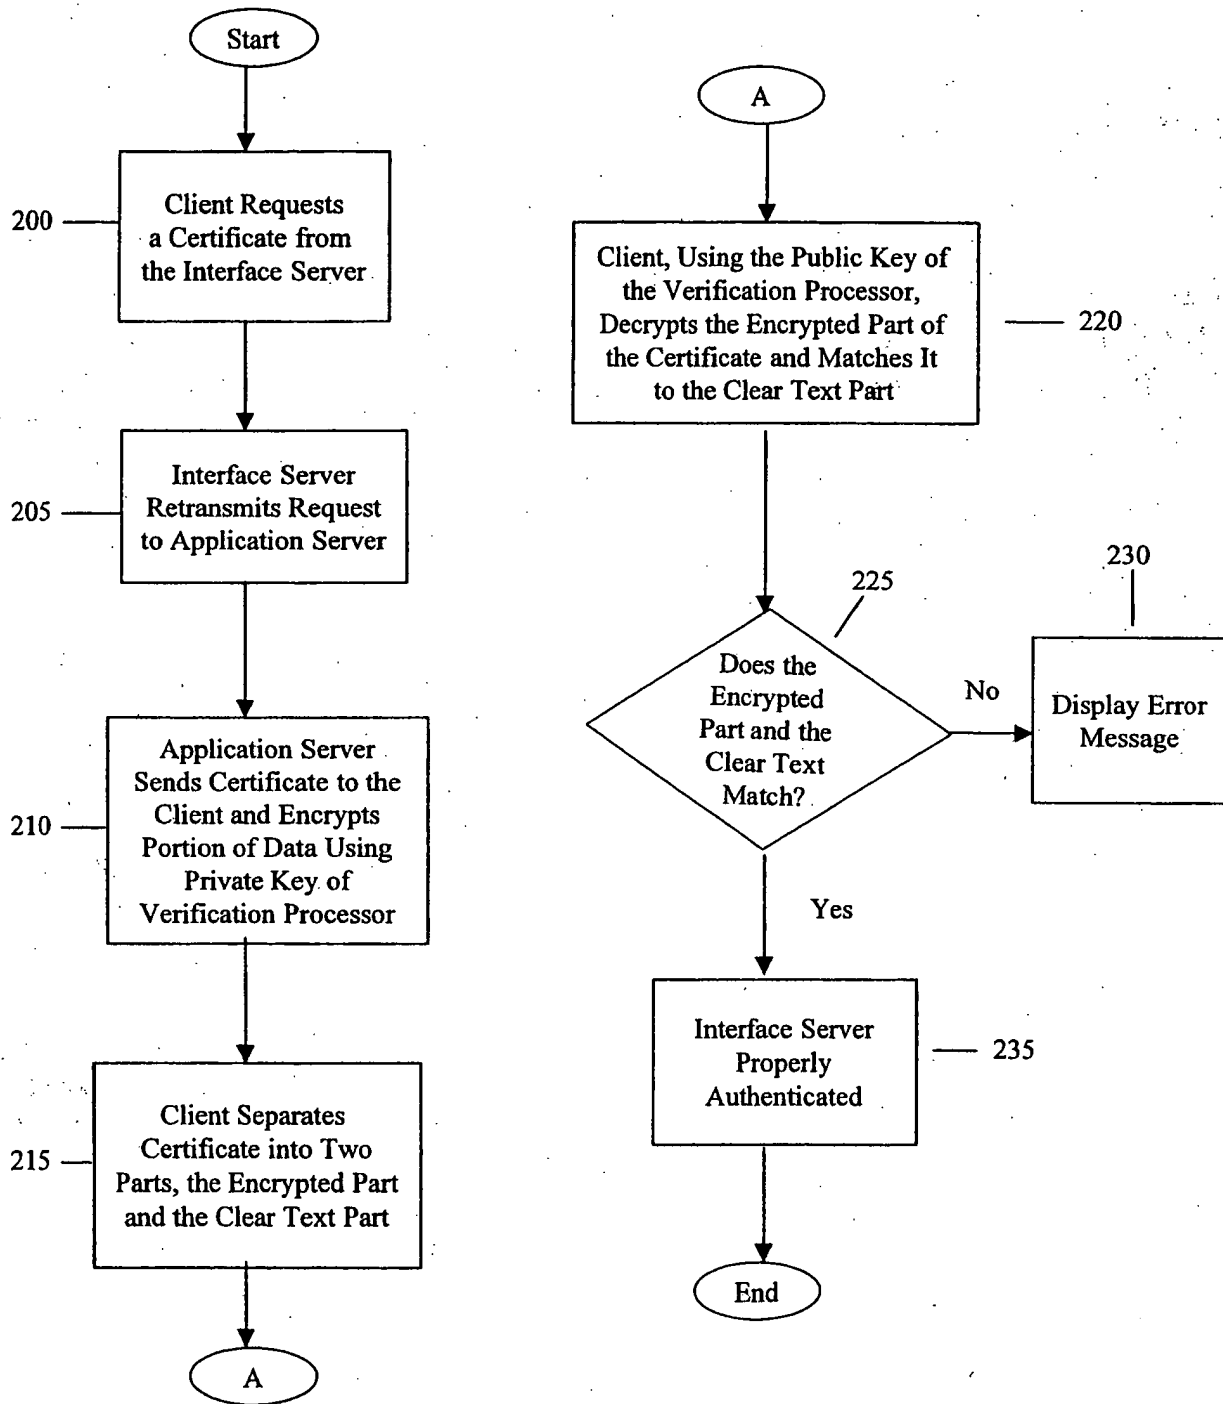 Start
200
Client Requests
a Certificate from
the Interface Server
205
Interface Server
Retransmits Request
to Application Server
210
Application Server
Sends Certificate to the
Client and Encrypts
Portion of Data Using
Private Key of
Verification Processor
215
Client Separates
Certificate into Two
Parts, the Encrypted Part
and the Clear Text Part
A
A
Client, Using the Public Key of
the Verification Processor,
Decrypts the Encrypted Part of
the Certificate and Matches It
to the Clear Text Part
220
225
Does the
Encrypted
Part and the
Clear Text
Match?
No
230
Display Error
Message
Yes
Interface Server
Properly
Authenticated
235
End